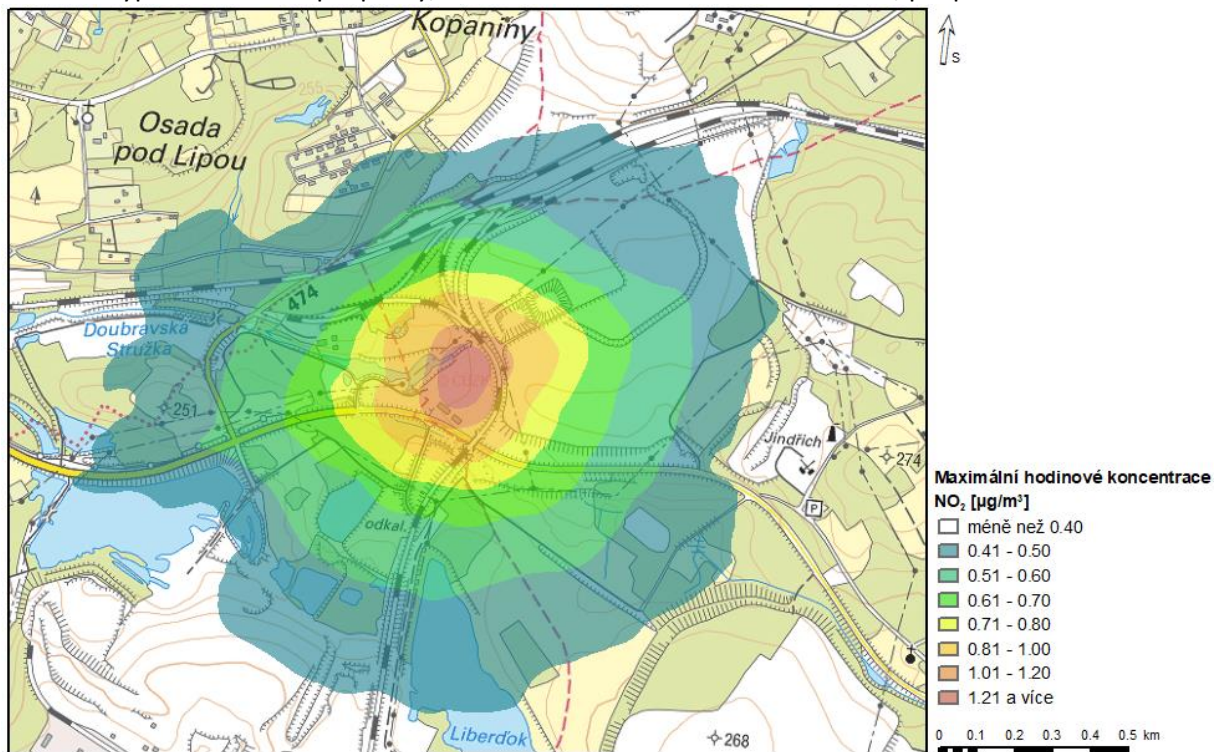 Kopaniny
S
255
Osada
pod Lipou
474
Doubravska
Stružka
251
Jindřich
274
P
odkal.
Liberďok
268
Maximální hodinové koncentrace
NO₂ [µg/m³]
méně než 0.40
0.41 - 0.50
0.51 - 0.60
0.61 - 0.70
0.71 - 0.80
0.81 - 1.00
1.01 - 1.20
1.21 a více
0 0.1 0.2 0.3 0.4 0.5 km